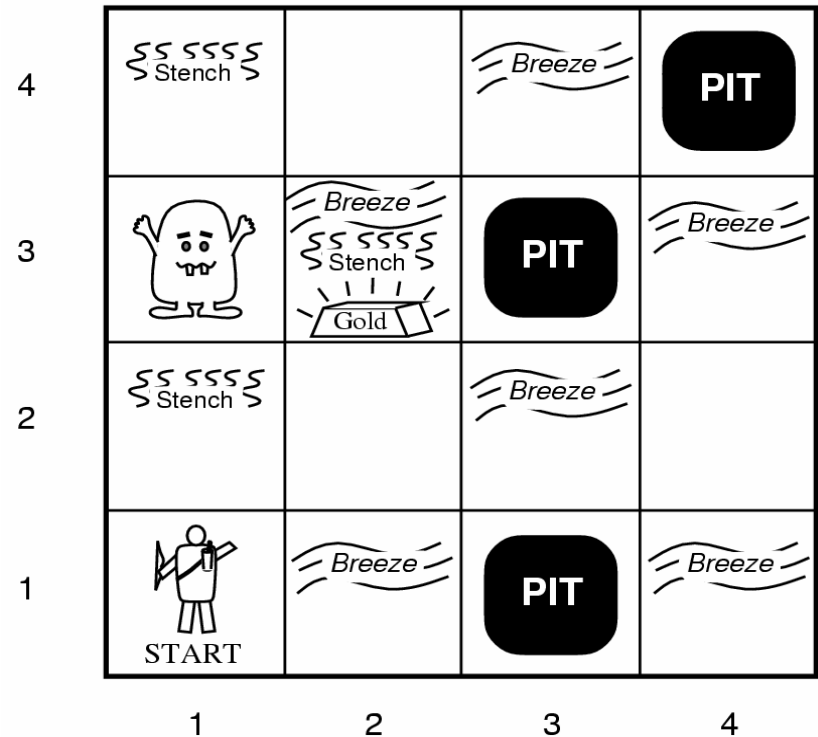 4
Stench
Breeze
PIT
3
Breeze
Stench
Gold
PIT
Breeze
2
Stench
Breeze
1
START
Breeze
PIT
Breeze
1 2 3 4